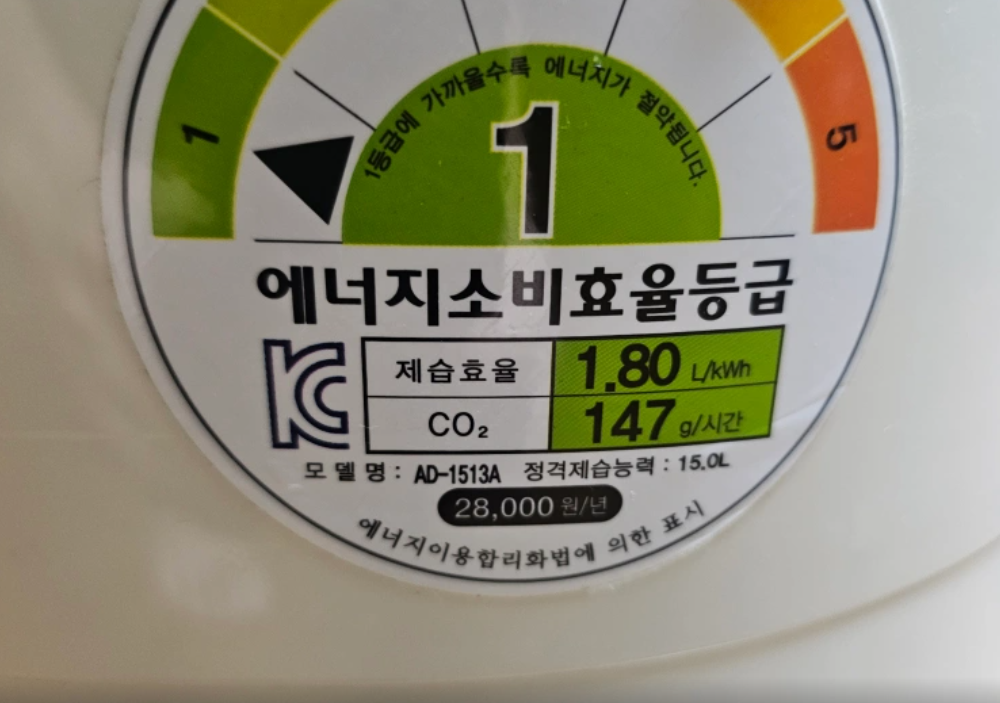 1등급에 가까울수록 에너지가 절약됩니다.
1
1
5
에너지소비효율등급
KC
제습효율 1.80 L/kWh
CO₂ 147 g/시간
모델명 : AD-1513A 정격제습능력 : 15.0L
28,000 원/년
에너지이용합리화법에 의한 표시